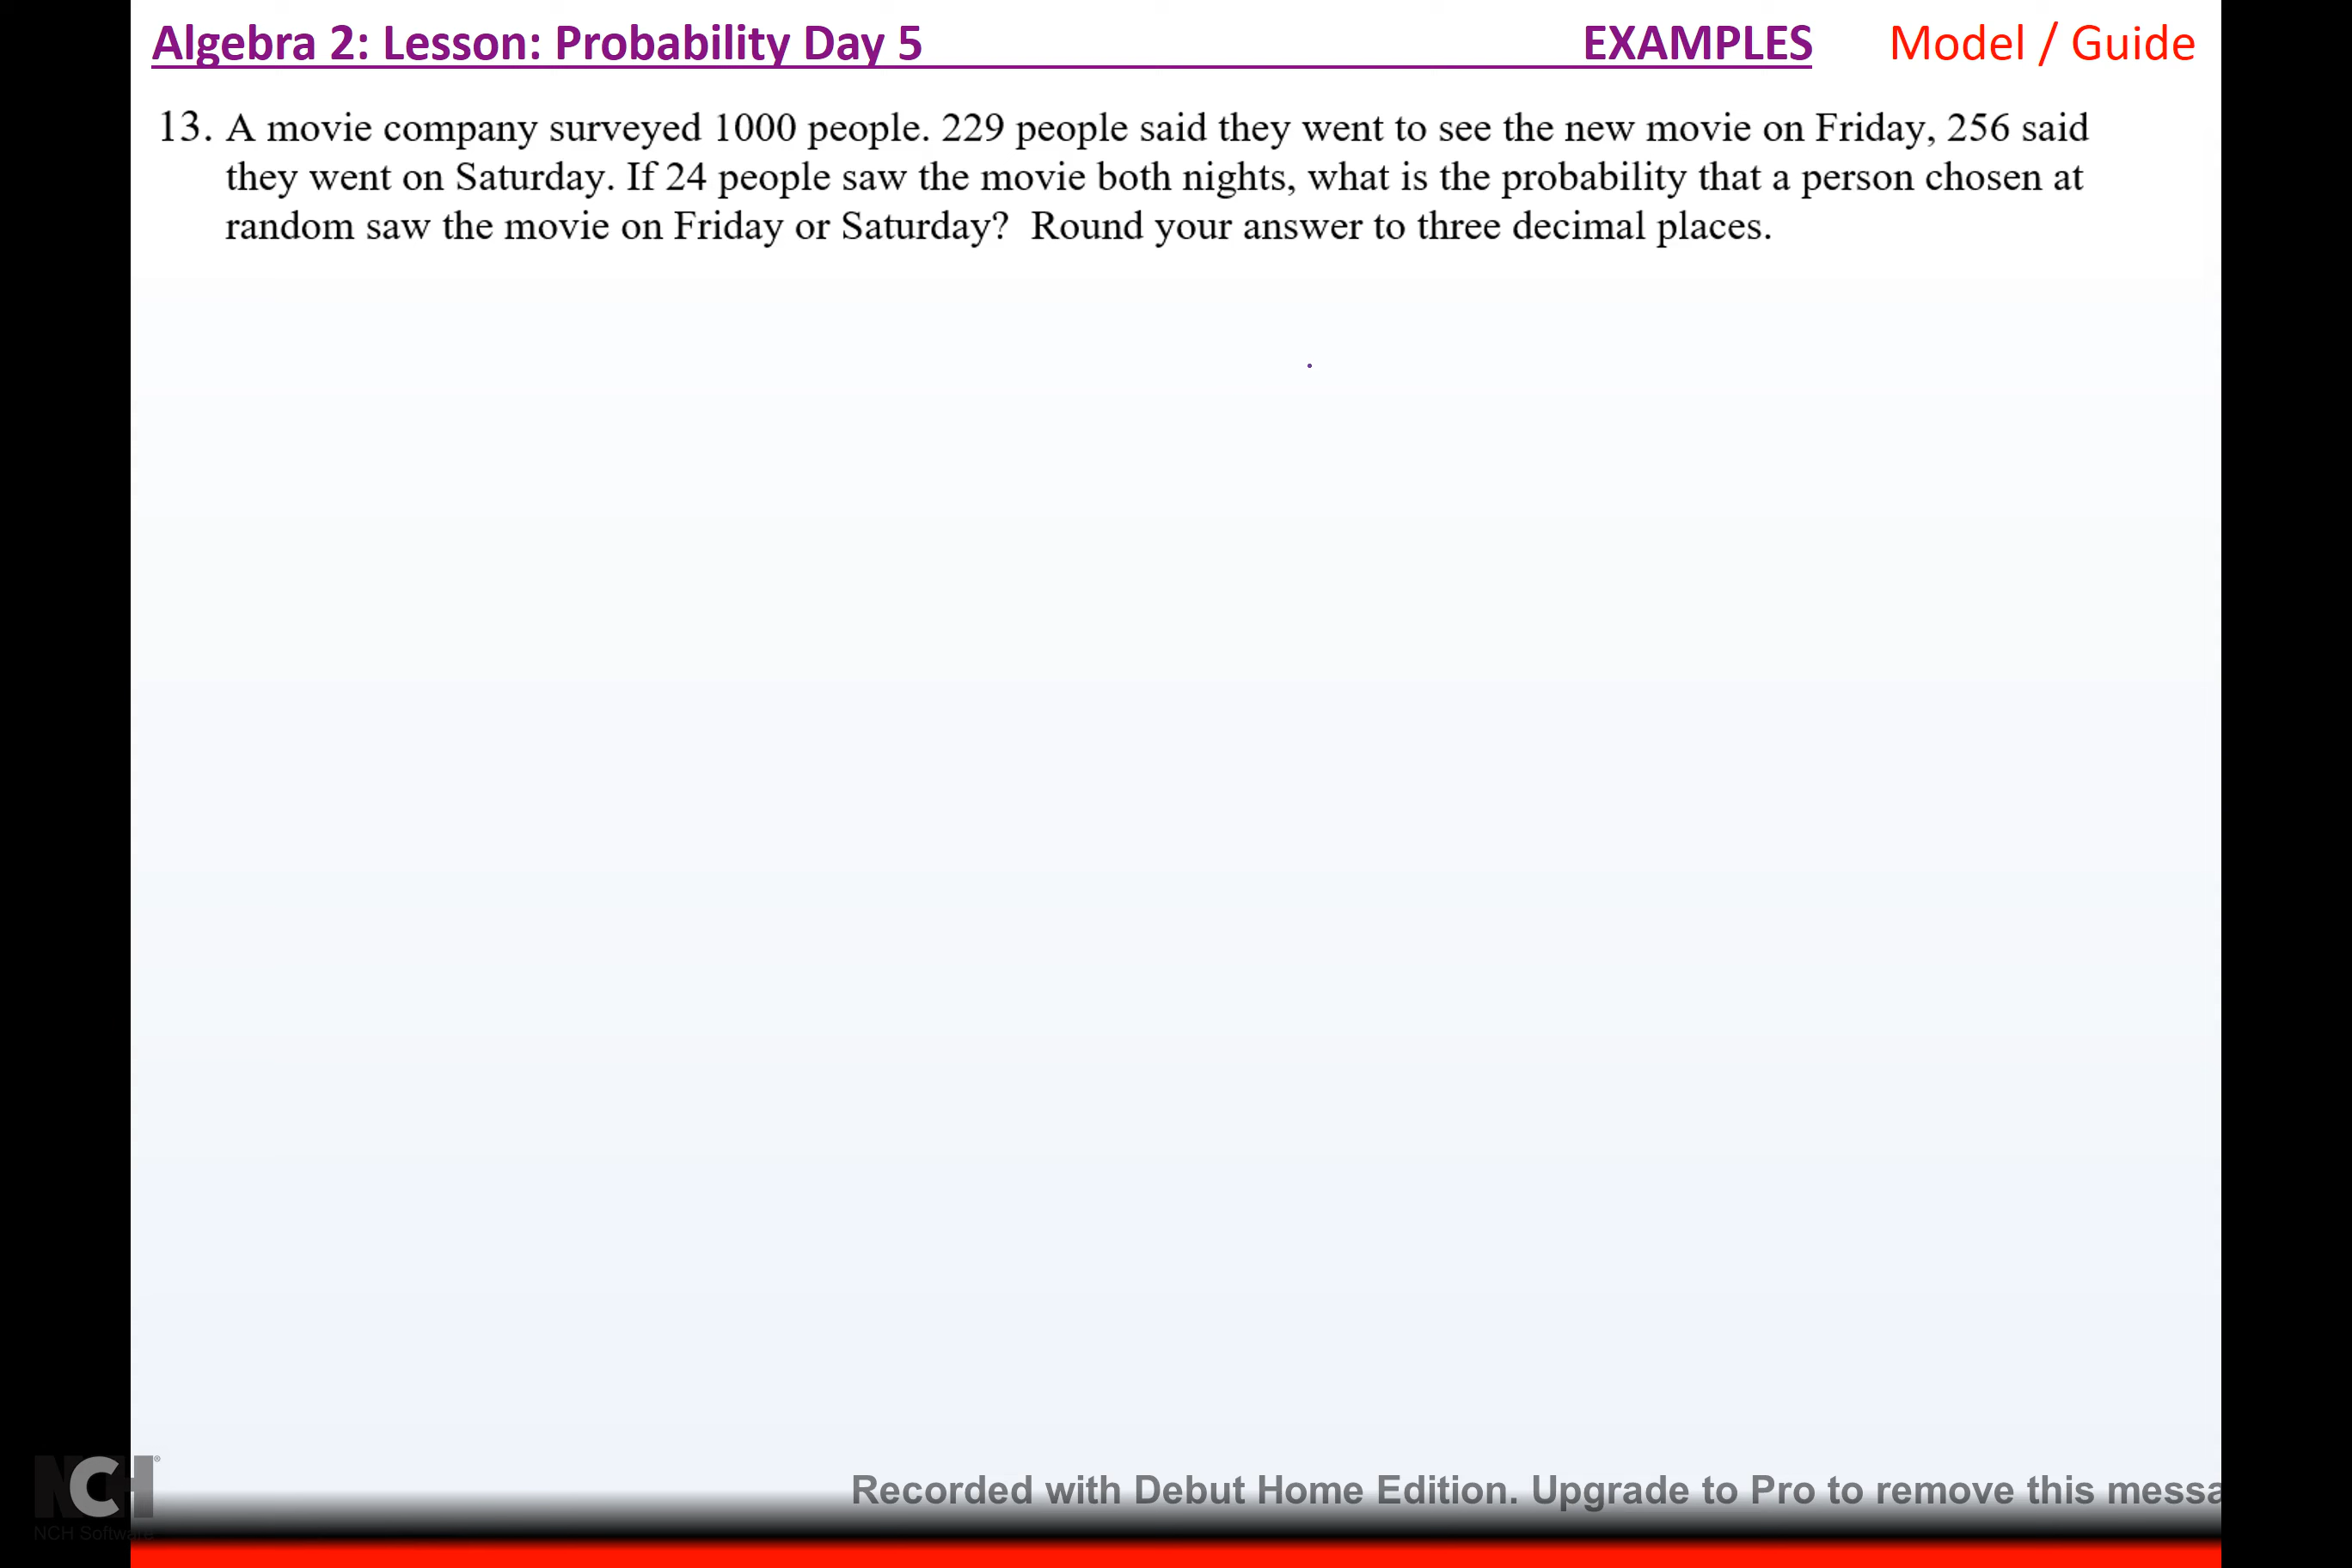 Algebra 2: Lesson: Probability Day 5 EXAMPLES Model / Guide
13. A movie company surveyed 1000 people. 229 people said they went to see the new movie on Friday, 256 said
they went on Saturday. If 24 people saw the movie both nights, what is the probability that a person chosen at
random saw the movie on Friday or Saturday? Round your answer to three decimal places.
NCH®
NCH Software
Recorded with Debut Home Edition. Upgrade to Pro to remove this messa